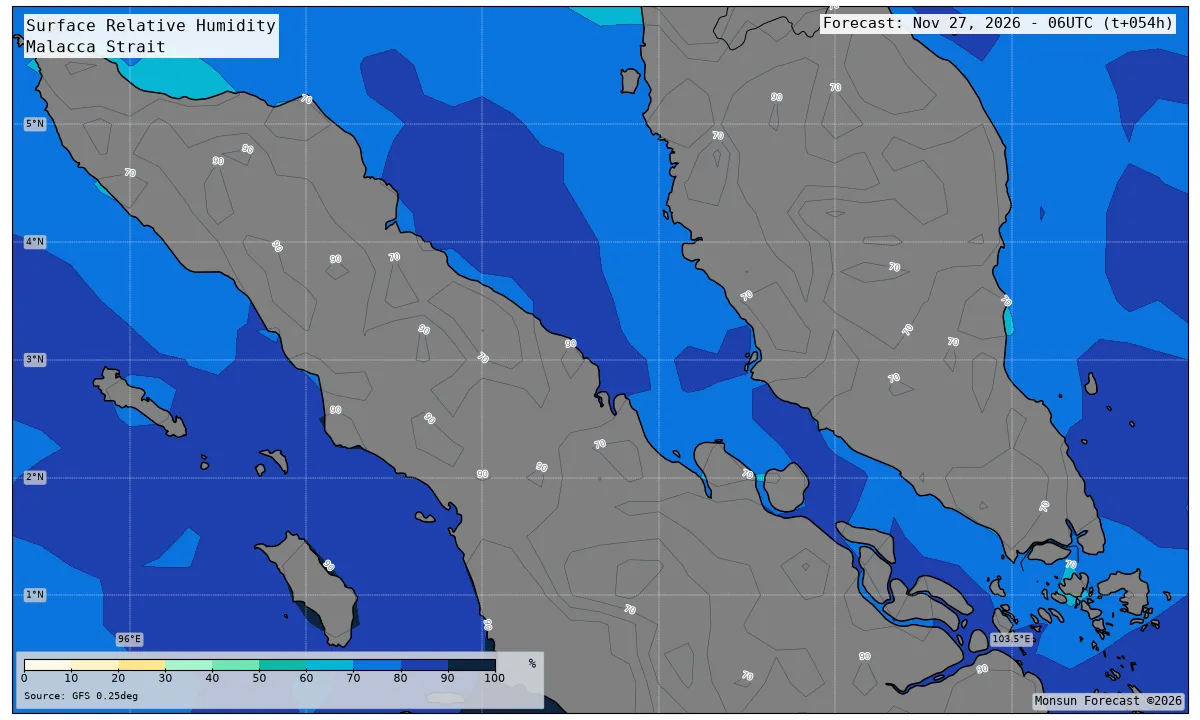 Surface Relative Humidity
Malacca Strait
Forecast: Nov 27, 2026 - 06UTC (t+054h)
70
90
70
70
5°N
90
90
70
4°N
90
90
70
70
70
70
90
70
70
3°N
90
70
70
90
90
70
2°N
90
90
70
70
90
70
1°N
70
90
96°E
103.5°E
90
90
70
%
0 10 20 30 40 50 60 70 80 90 100
Source: GFS 0.25deg
Monsun Forecast ©2026